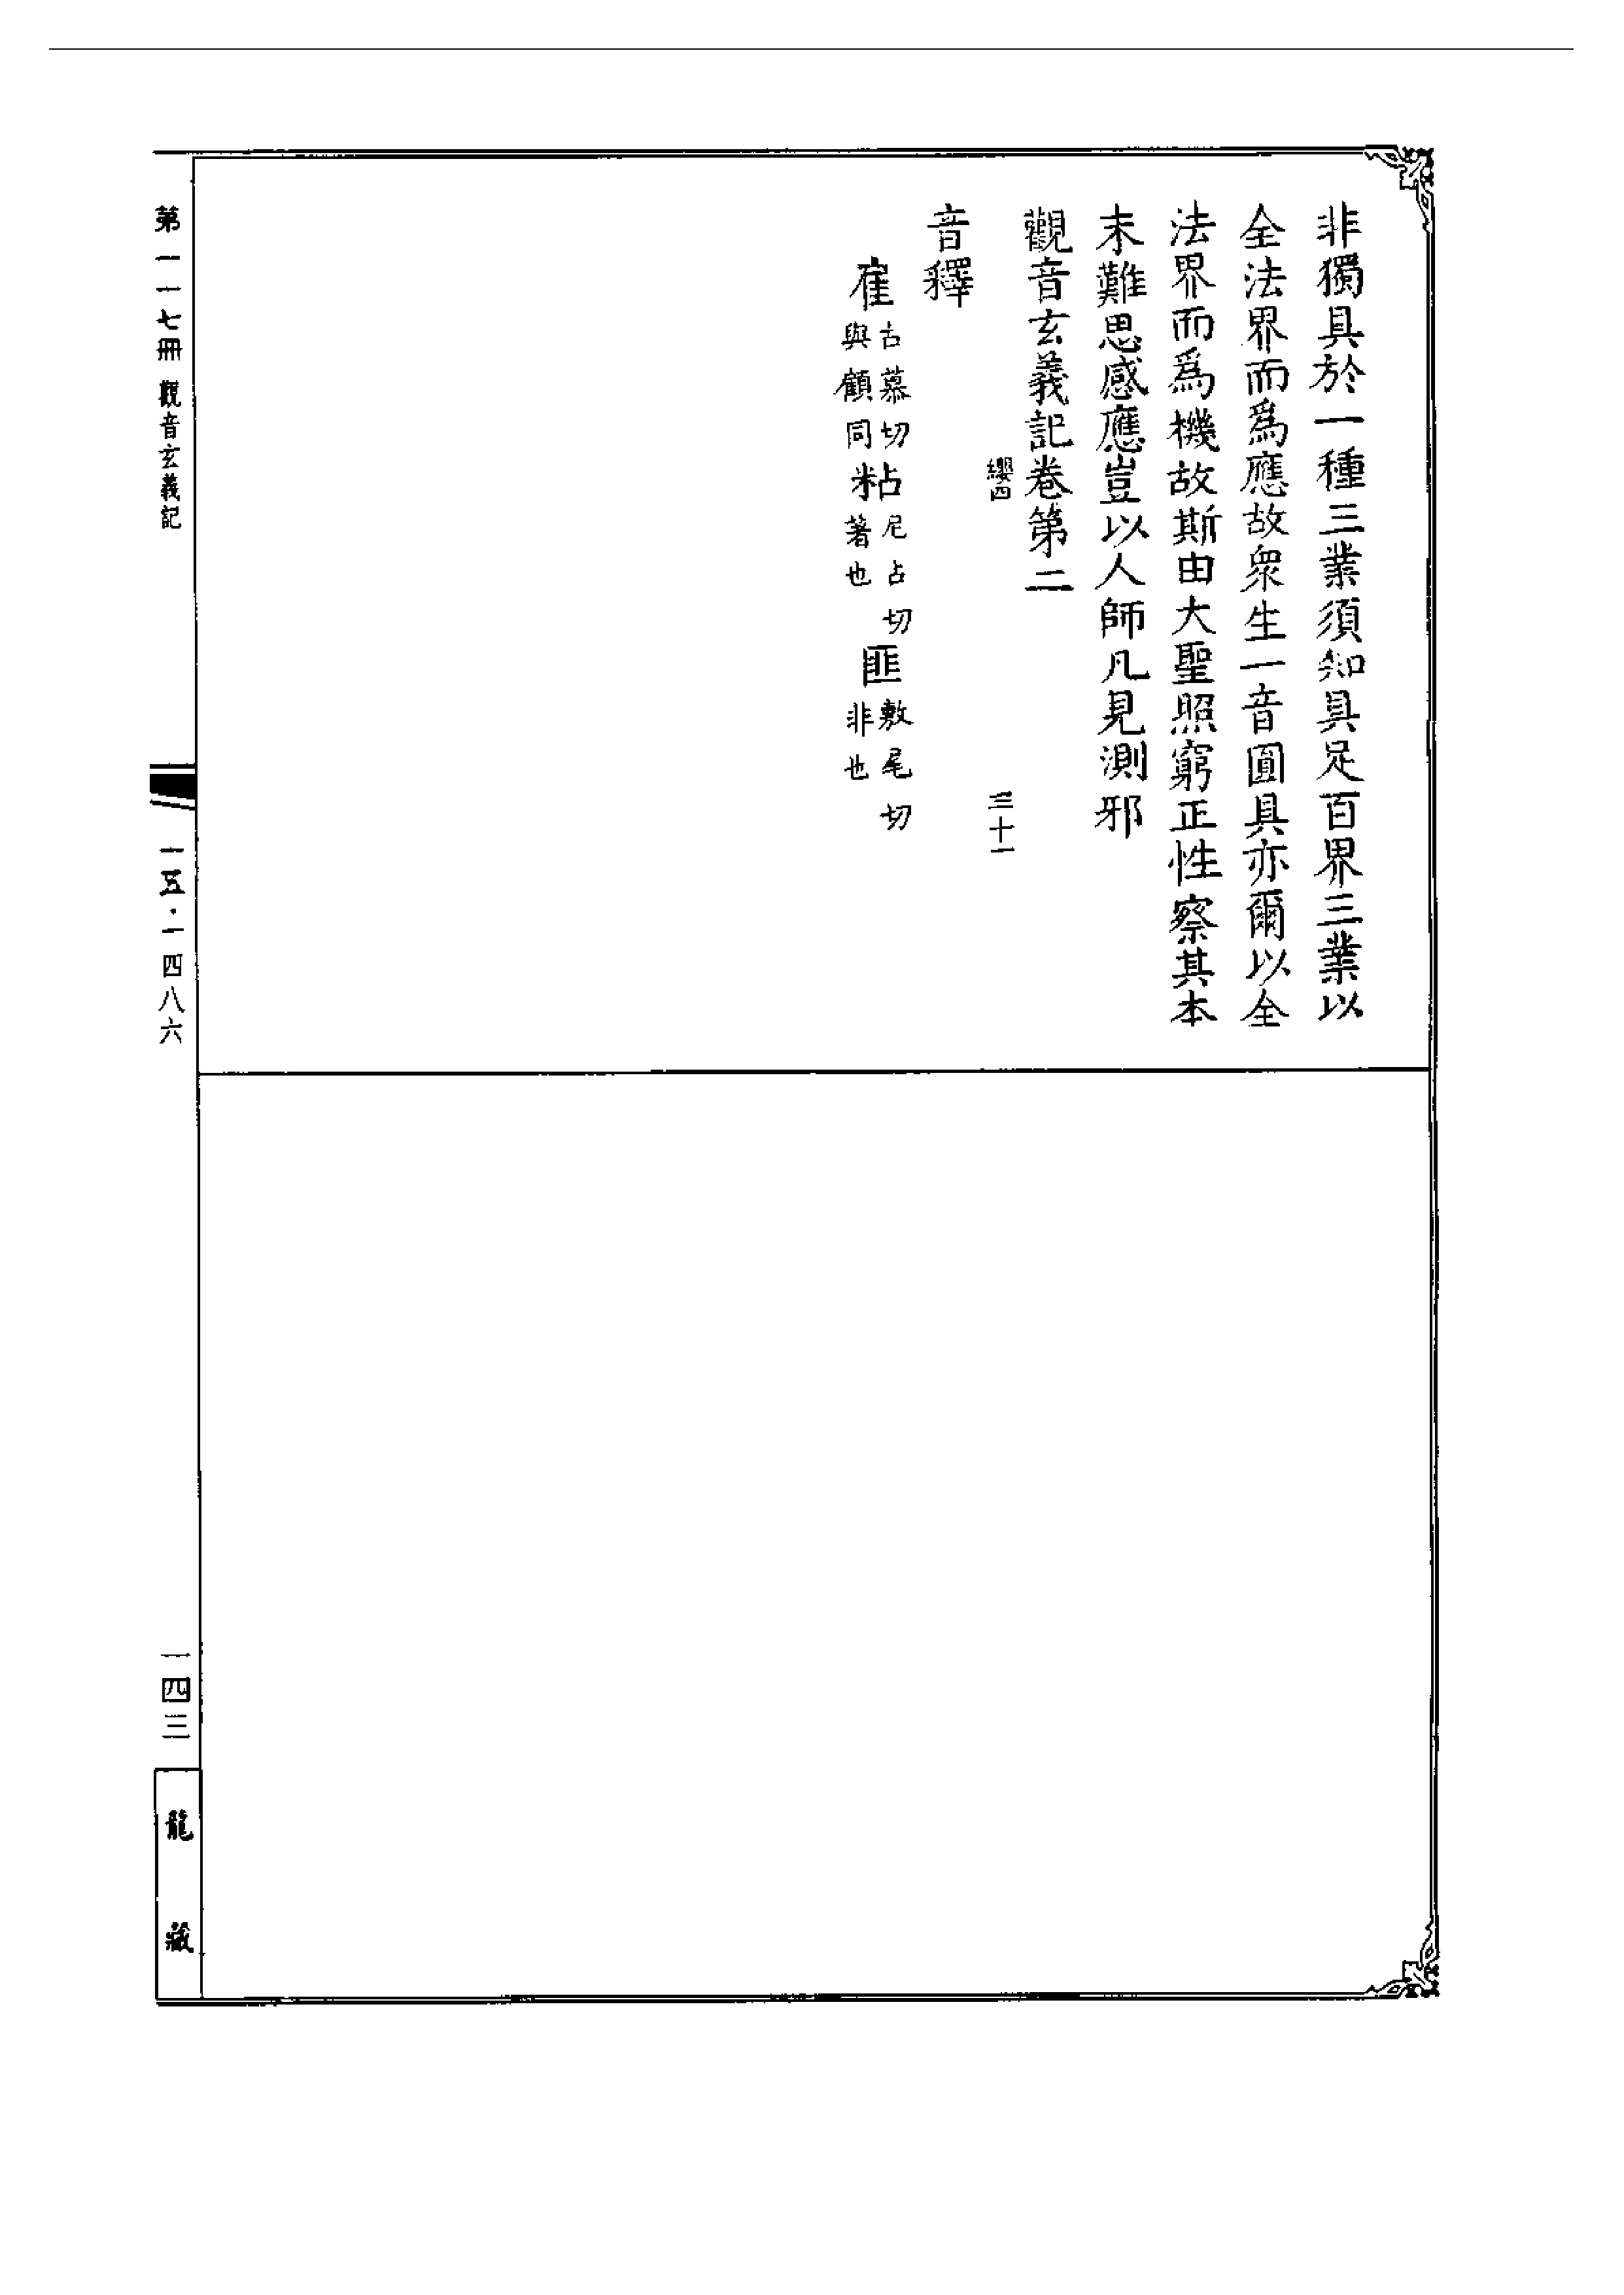 非獨具於一種三業須知具足百界三業以
全法界而爲應故衆生一音圓具亦爾以全
法界而爲機故斯由大聖照窮正性察其本
末難思感應豈以人師凡見測邪
觀音玄義記卷第二
纓四
三十一
音釋
雇古慕切與顧同粘尼占切著也匪敷尾切非也
第一一七冊 觀音玄義記
一五·一四八六
一四三
龍藏